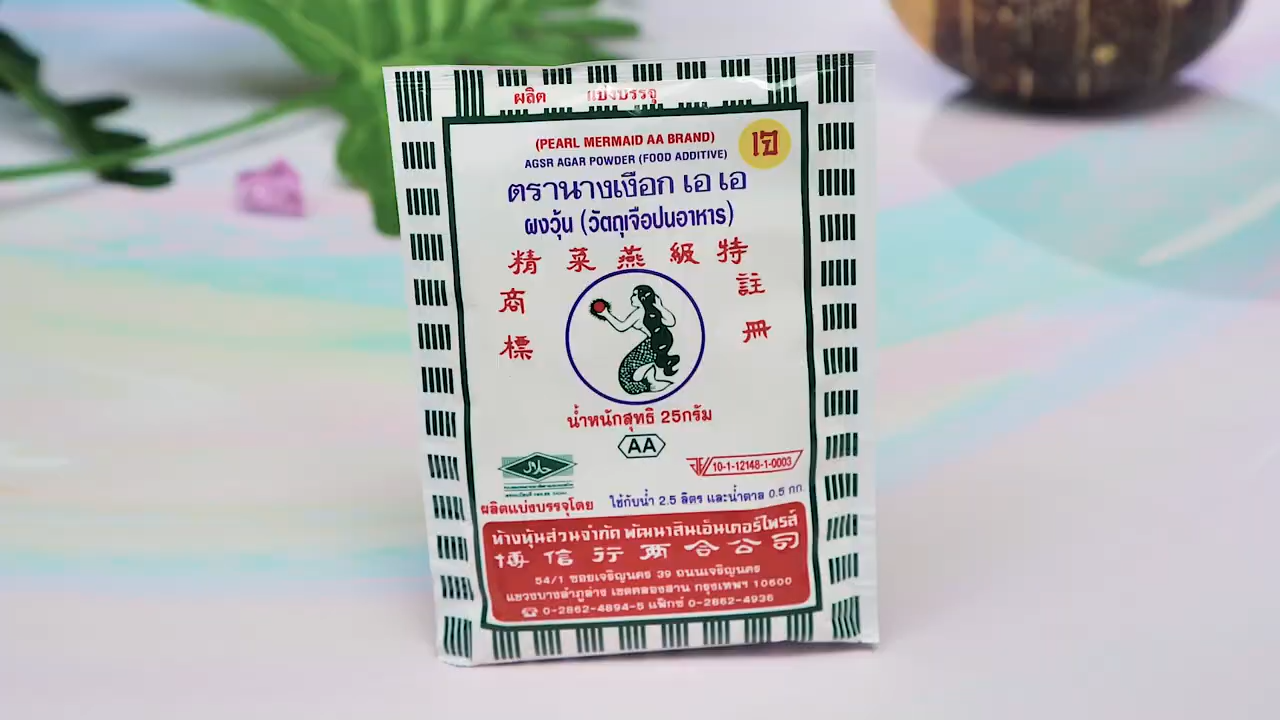 ผลิต แบ่งบรรจุ
(PEARL MERMAID AA BRAND)
เจ
AGSR AGAR POWDER (FOOD ADDITIVE)
ตรานางเงือก เอ เอ
ผงวุ้น (วัตถุเจือปนอาหาร)
精菜燕級特
商 註
標 冊
น้ำหนักสุทธิ 25กรัม
AA
حلال
10-1-12148-1-0003
ผลิตแบ่งบรรจุโดย
ใช้กับน้ำ 2.5 ลิตร และน้ำตาล 0.5 กก.
ห้างหุ้นส่วนจำกัด พัฒนาสินเอ็นเตอร์ไพรส์
博信行兩合公司
54/1 ซอยเจริญนคร 39 ถนนเจริญนคร
แขวงบางลำภูล่าง เขตคลองสาน กรุงเทพฯ 10600
0-2862-4894-5 แฟ็กซ์ 0-2862-4936